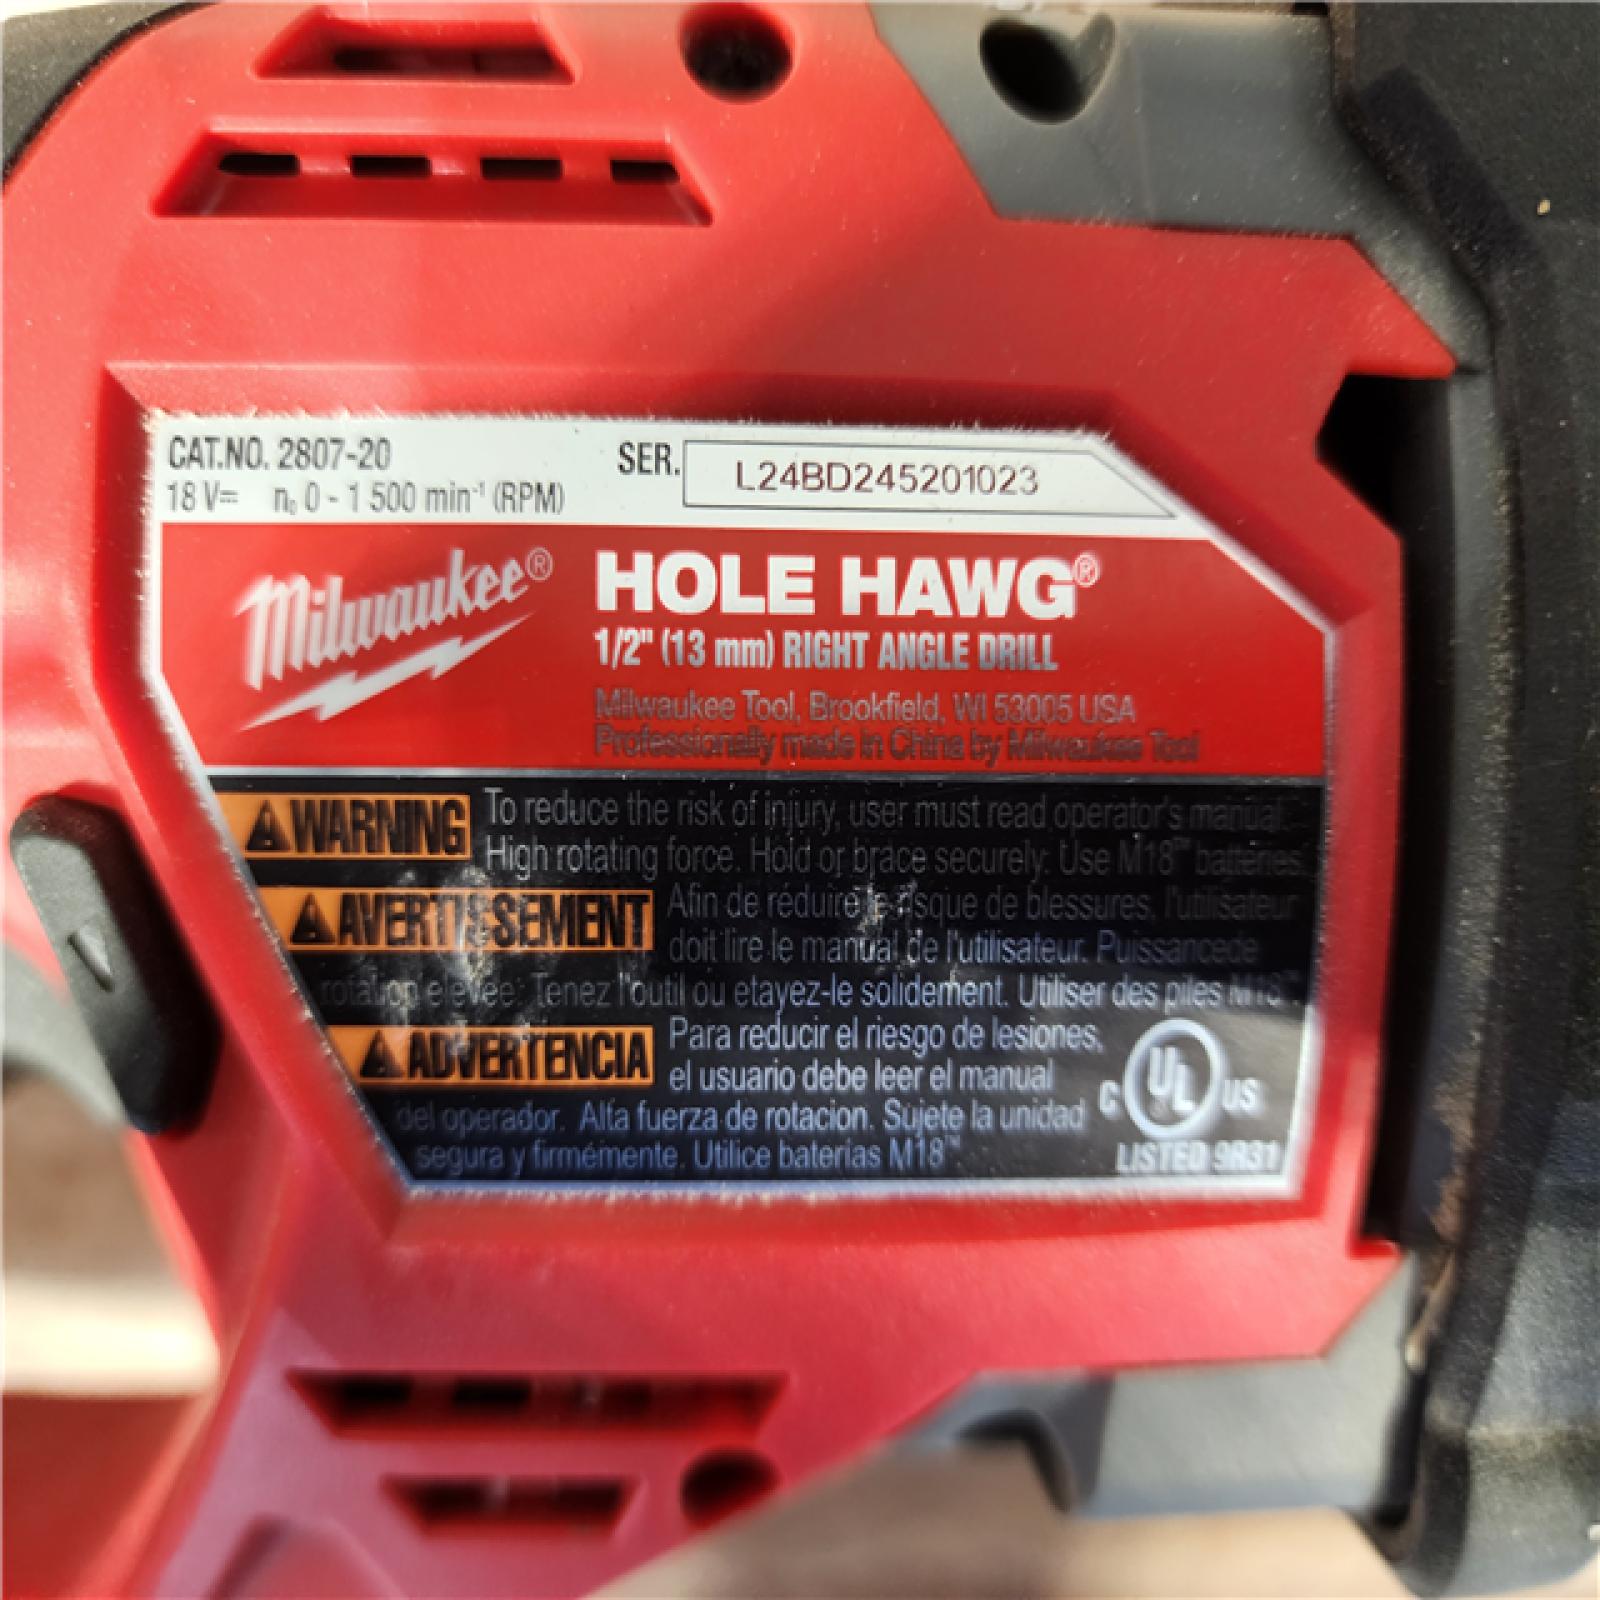 CAT.NO. 2807-20
18 V⎓ n₀ 0 - 1 500 min⁻¹ (RPM)
SER. L24BD245201023
Milwaukee®
HOLE HAWG®
1/2" (13 mm) RIGHT ANGLE DRILL
Milwaukee Tool, Brookfield, WI 53005 USA
Professionally made in China by Milwaukee Tool
WARNING To reduce the risk of injury, user must read operator's manual.
High rotating force. Hold or brace securely. Use M18™ batteries.
AVERTISSEMENT Afin de réduire le risque de blessures, l'utilisateur
doit lire le manual de l'utilisateur. Puissancede
rotation élevée. Tenez l'outil ou etayez-le solidement. Utiliser des piles M18™.
ADVERTENCIA Para reducir el riesgo de lesiones,
el usuario debe leer el manual
del operador. Alta fuerza de rotacion. Sujete la unidad
segura y firmémente. Utilice baterías M18™
C UL US
LISTED 9R31